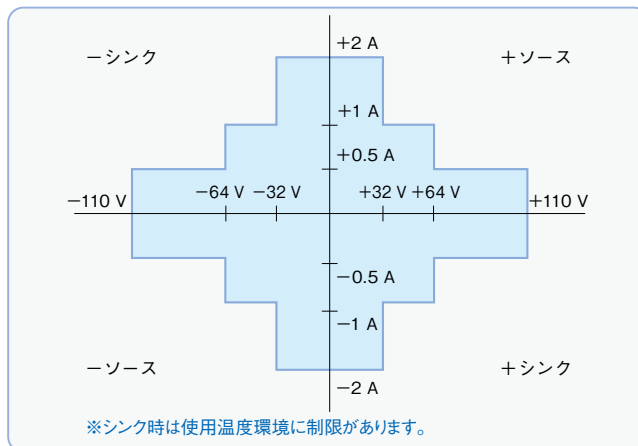 +2 A
−シンク
+ソース
+1 A
+0.5 A
−110 V
−64 V
−32 V
+32 V
+64 V
+110 V
−0.5 A
−1 A
−ソース
+シンク
−2 A
※シンク時は使用温度環境に制限があります。